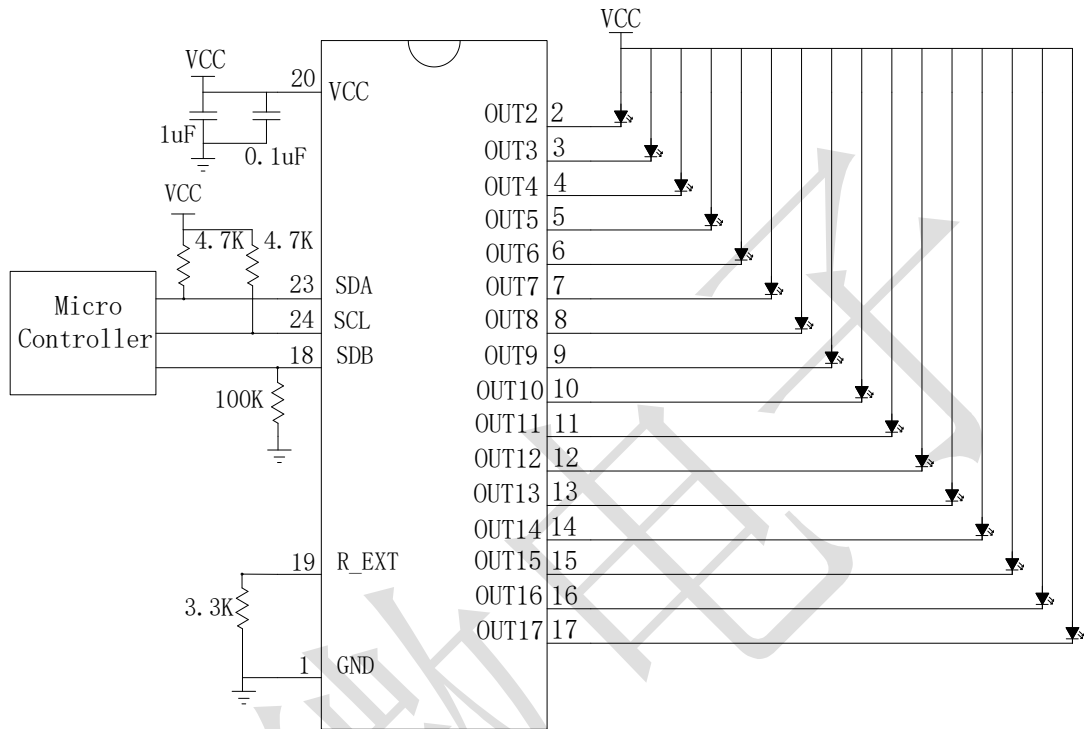 VCC
VCC
20
VCC
1uF
0.1uF
VCC
4.7K
4.7K
Micro
Controller
23
SDA
24
SCL
18
SDB
100K
19
R_EXT
3.3K
1
GND
OUT2 2
OUT3 3
OUT4 4
OUT5 5
OUT6 6
OUT7 7
OUT8 8
OUT9 9
OUT10 10
OUT11 11
OUT12 12
OUT13 13
OUT14 14
OUT15 15
OUT16 16
OUT17 17
电子